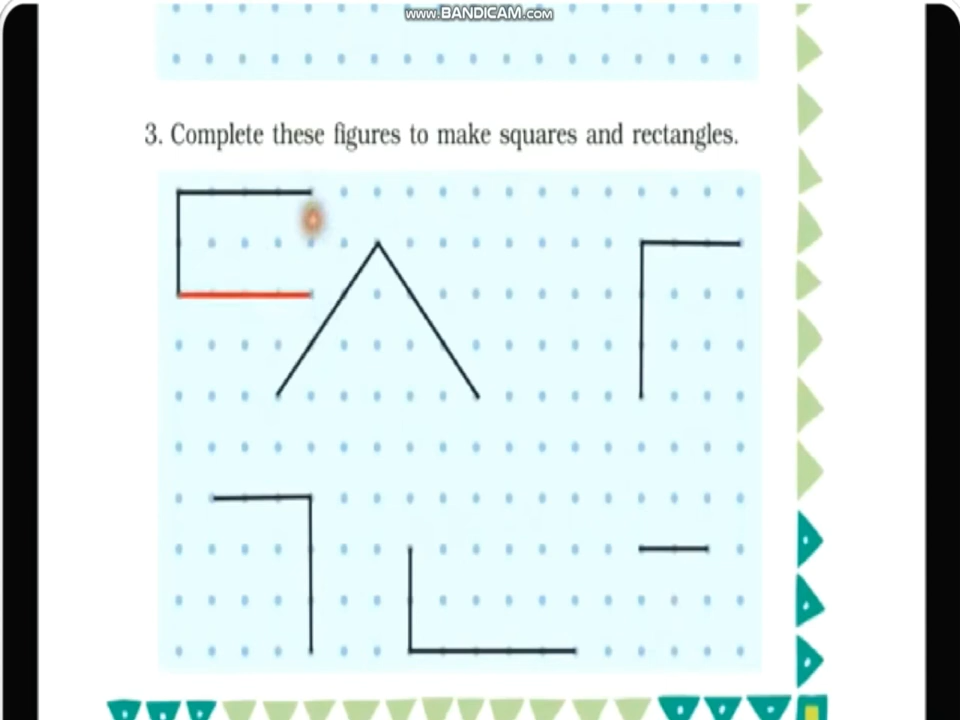 www.BANDICAM.com
3. Complete these figures to make squares and rectangles.